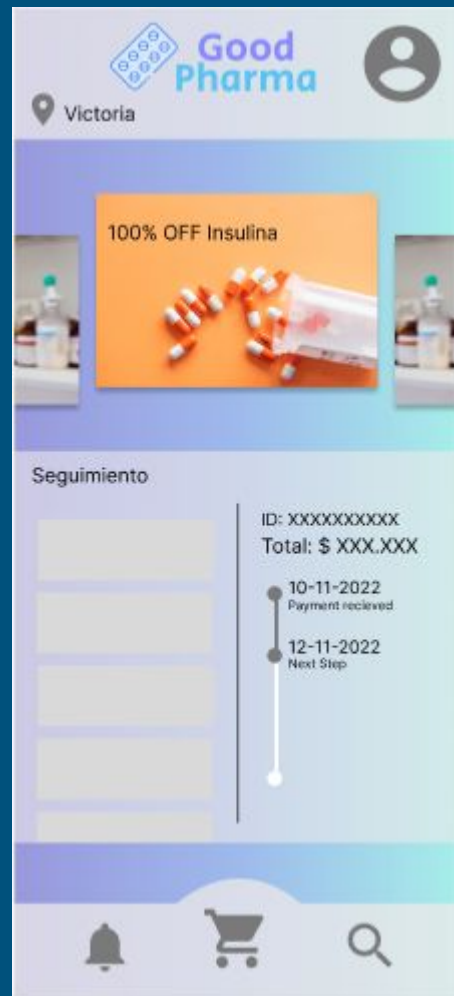 Good
Pharma
Victoria
100% OFF Insulina
Seguimiento
ID: XXXXXXXXXX
Total: $ XXX.XXX
10-11-2022
Payment recieved
12-11-2022
Next Step